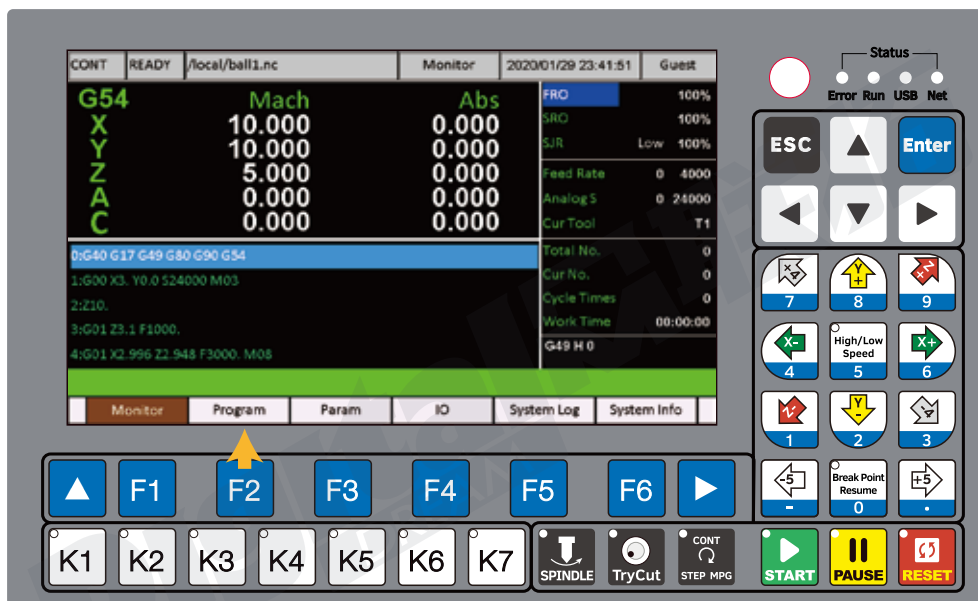 CONT READY /local/ball1.nc Monitor 2020/01/29 23:41:51 Guest
G54 Mach Abs
X 10.000 0.000
Y 10.000 0.000
Z 5.000 0.000
A 0.000 0.000
C 0.000 0.000
FRO 100%
SRO 100%
SJR Low 100%
Feed Rate 0 4000
Analog S 0 24000
Cur Tool T1
Total No. 0
Cur No. 0
Cycle Times 0
Work Time 00:00:00
G49 H 0
0:G40 G17 G49 G80 G90 G54
1:G00 X3. Y0.0 S24000 M03
2:Z10.
3:G01 Z3.1 F1000.
4:G01 X2.996 Z2.948 F3000. M08
Monitor Program Param IO System Log System Info
Status
Error Run USB Net
ESC Enter
7 Y+ 8 9
X- 4 High/Low Speed 5 X+ 6
Z- 1 Y- 2 3
-5 - Break Point Resume 0 +5 .
F1 F2 F3 F4 F5 F6
K1 K2 K3 K4 K5 K6 K7
SPINDLE TryCut CONT STEP MPG START PAUSE RESET